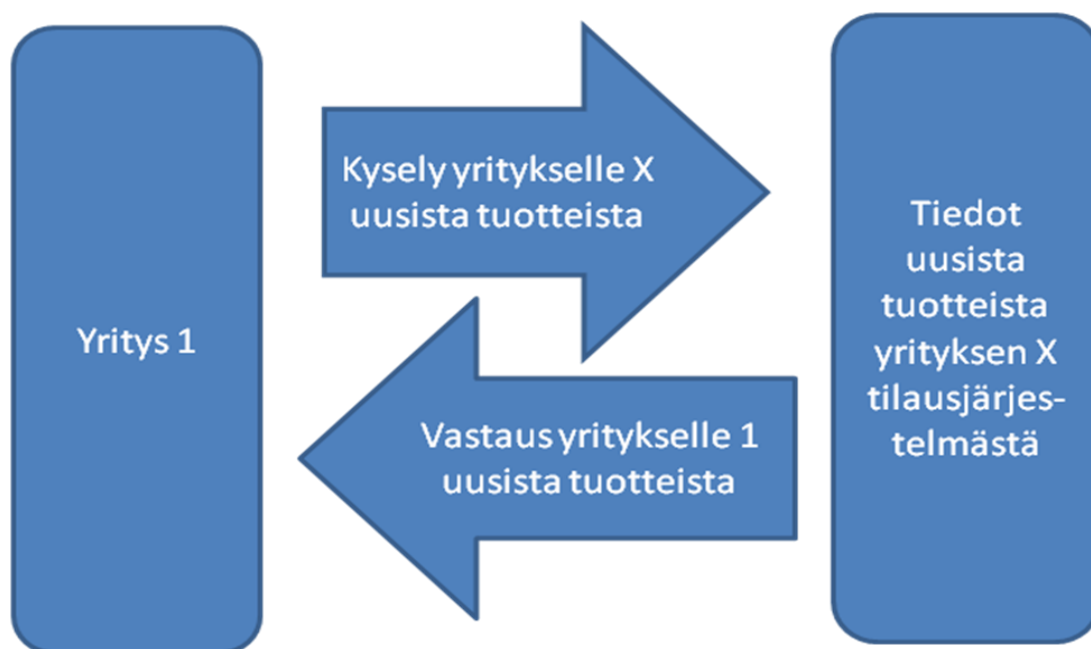 Yritys 1
Kysely yritykselle X
uusista tuotteista
Vastaus yritykselle 1
uusista tuotteista
Tiedot
uusista
tuotteista
yrityksen X
tilausjärjes-
telmästä